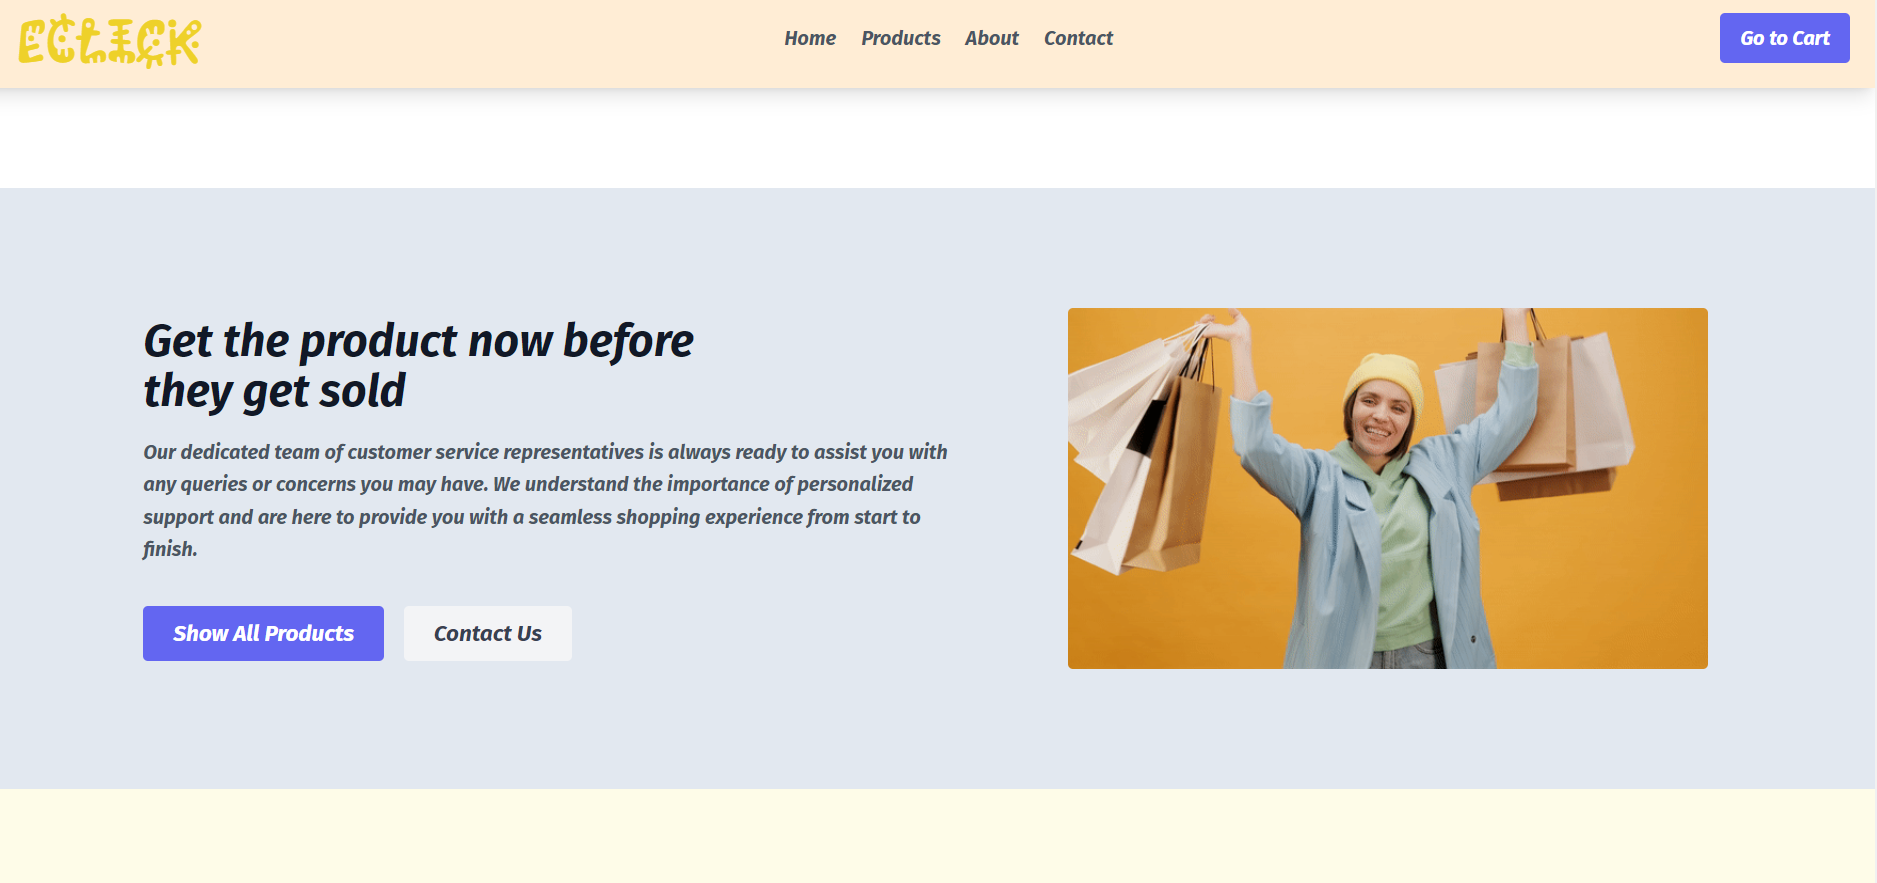 ECLICK
Home Products About Contact
Go to Cart
Get the product now before
they get sold
Our dedicated team of customer service representatives is always ready to assist you with
any queries or concerns you may have. We understand the importance of personalized
support and are here to provide you with a seamless shopping experience from start to
finish.
Show All Products
Contact Us